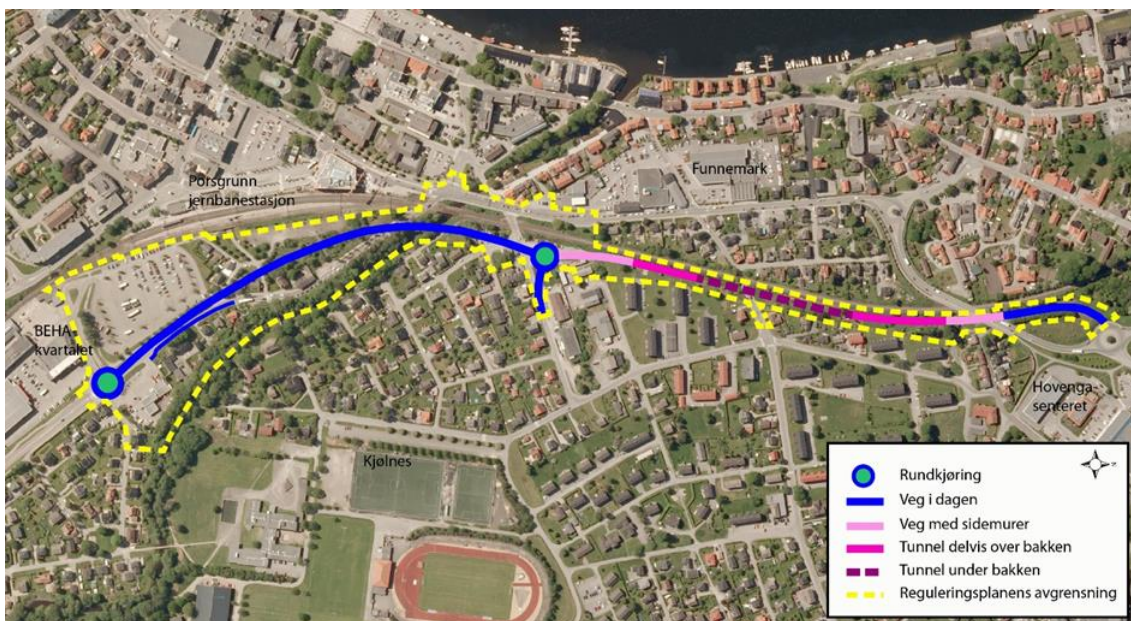 Porsgrunn
jernbanestasjon
Funnemark
BEHA-
kvartalet
Hovenga-
senteret
Kjølnes
Rundkjøring
Veg i dagen
Veg med sidemurer
Tunnel delvis over bakken
Tunnel under bakken
Reguleringsplanens avgrensning